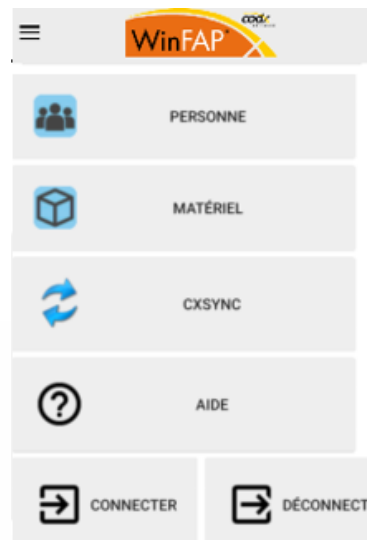 WinFAP
PERSONNE
MATÉRIEL
CXSYNC
? AIDE
CONNECTER
DÉCONNECT